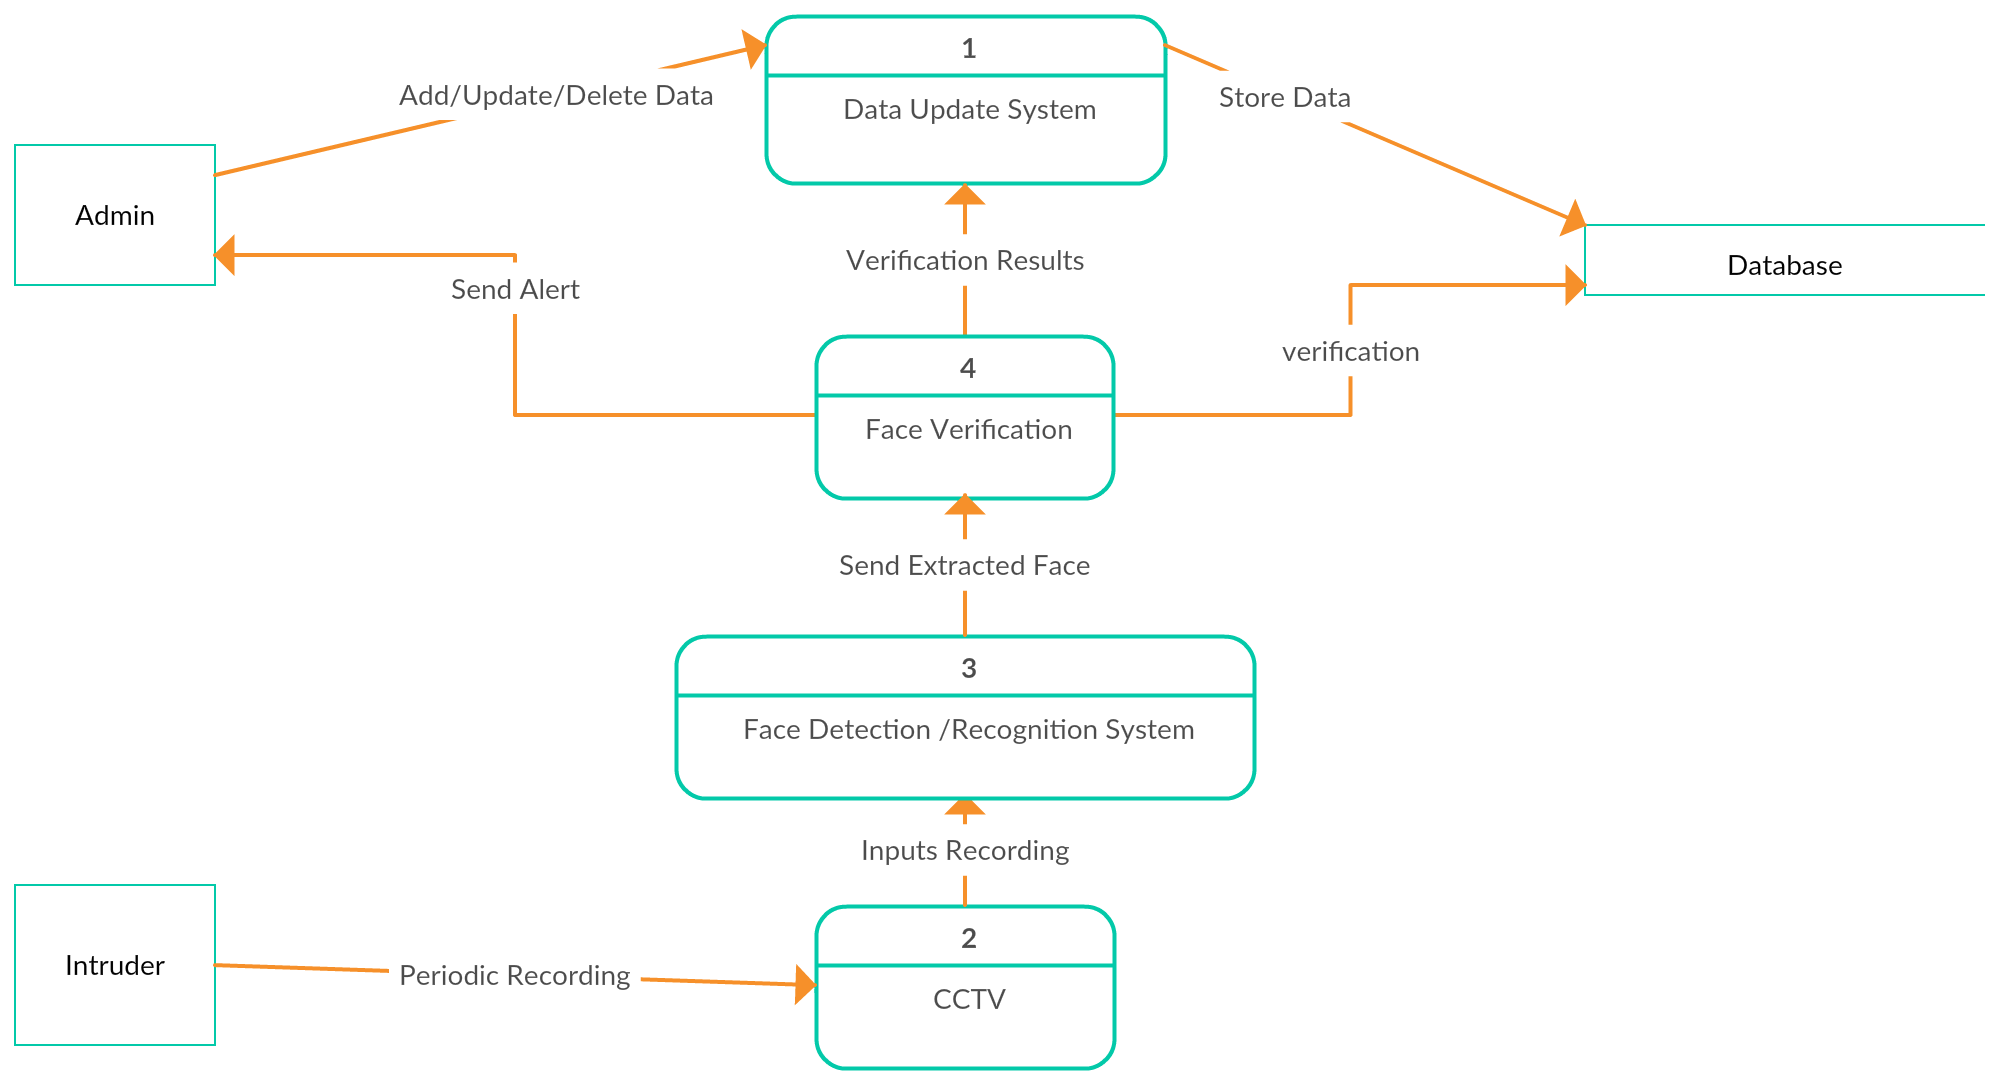 1
Add/Update/Delete Data
Data Update System
Store Data
Admin
Verification Results
Database
Send Alert
verification
4
Face Verification
Send Extracted Face
3
Face Detection /Recognition System
Inputs Recording
2
Intruder
Periodic Recording
CCTV